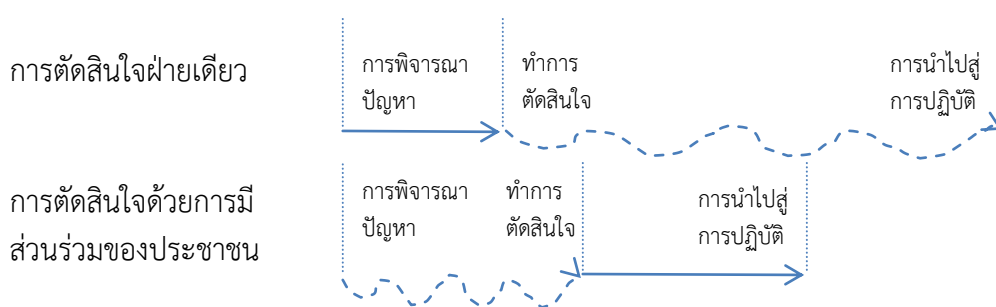 การตัดสินใจฝ่ายเดียว
การพิจารณา
ปัญหา
ทำการ
ตัดสินใจ
การนำไปสู่
การปฏิบัติ
การตัดสินใจด้วยการมี
ส่วนร่วมของประชาชน
การพิจารณา
ปัญหา
ทำการ
ตัดสินใจ
การนำไปสู่
การปฏิบัติ